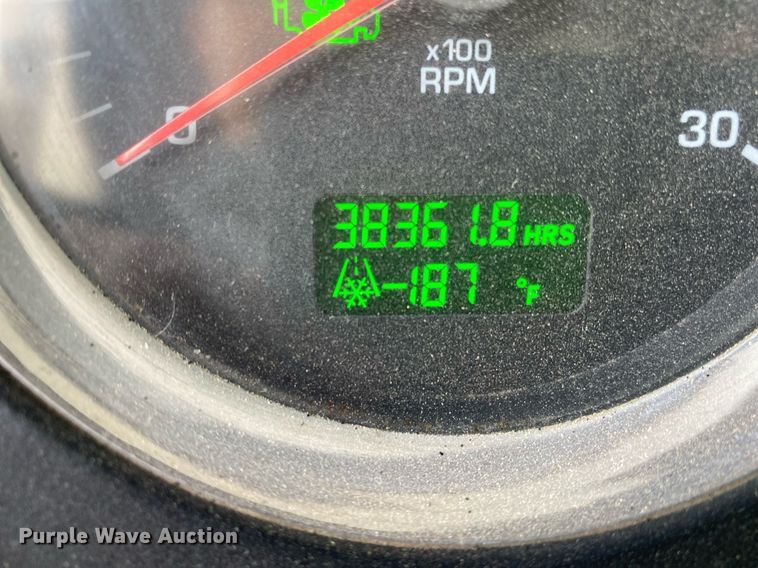 x100
RPM
0
30
38361.8 HRS
-187 °F
Purple Wave Auction®